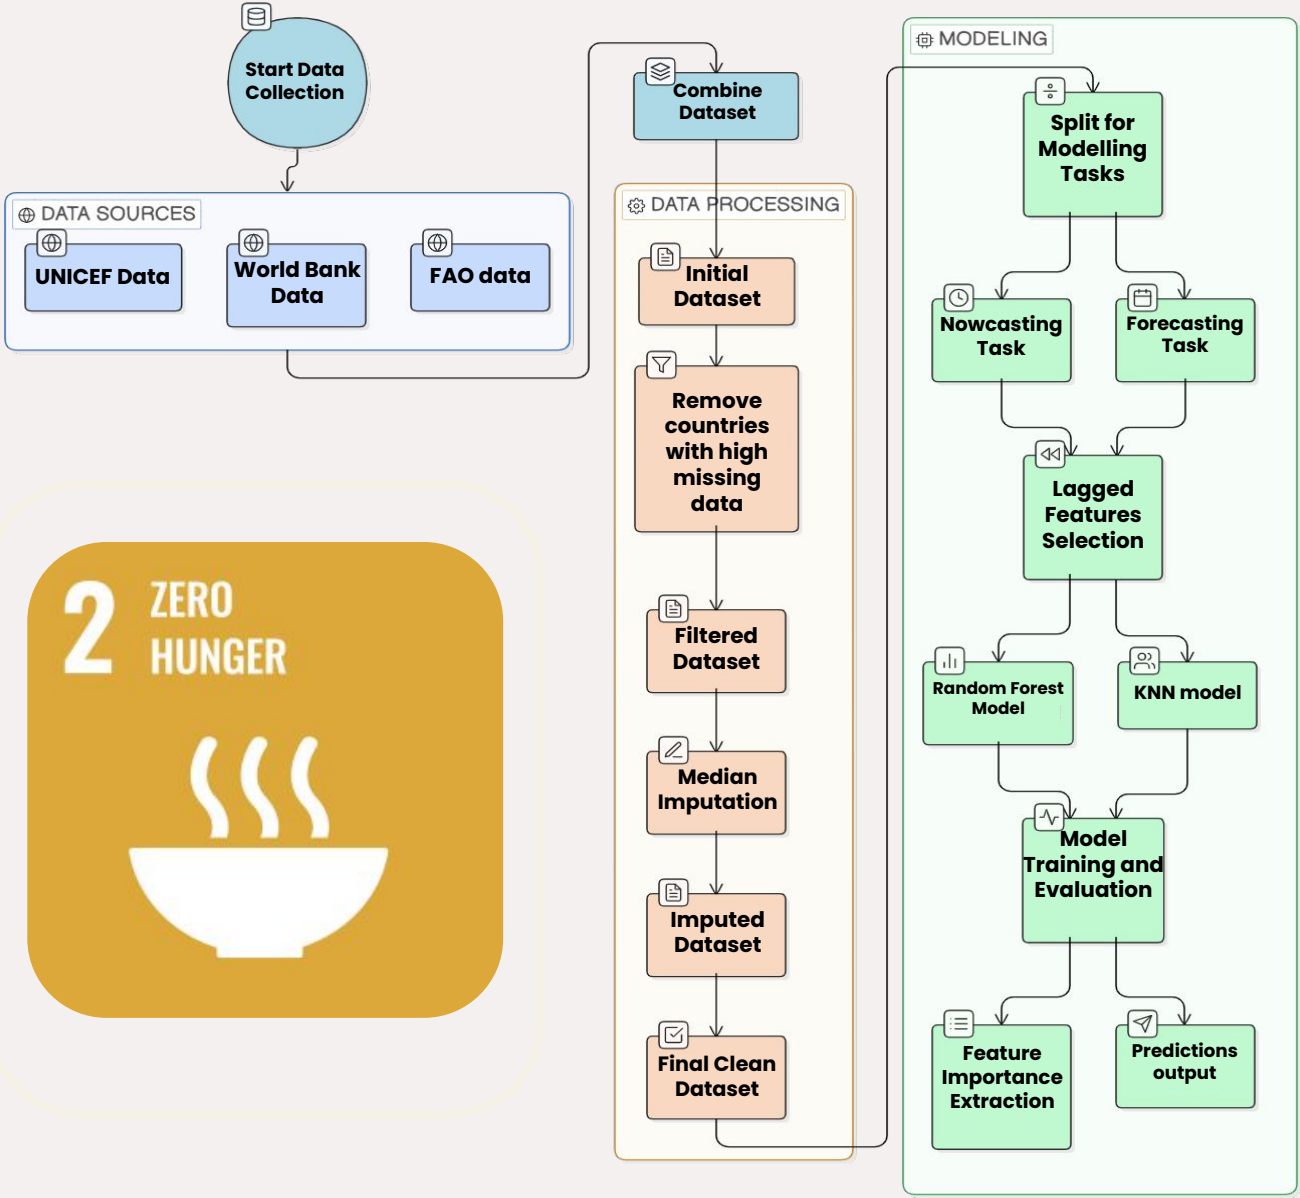 Start Data
Collection
DATA SOURCES
UNICEF Data
World Bank
Data
FAO data
Combine
Dataset
DATA PROCESSING
Initial
Dataset
Remove
countries
with high
missing
data
Filtered
Dataset
Median
Imputation
Imputed
Dataset
Final Clean
Dataset
MODELING
Split for
Modelling
Tasks
Nowcasting
Task
Forecasting
Task
Lagged
Features
Selection
Random Forest
Model
KNN model
Model
Training and
Evaluation
Feature
Importance
Extraction
Predictions
output
2 ZERO
HUNGER